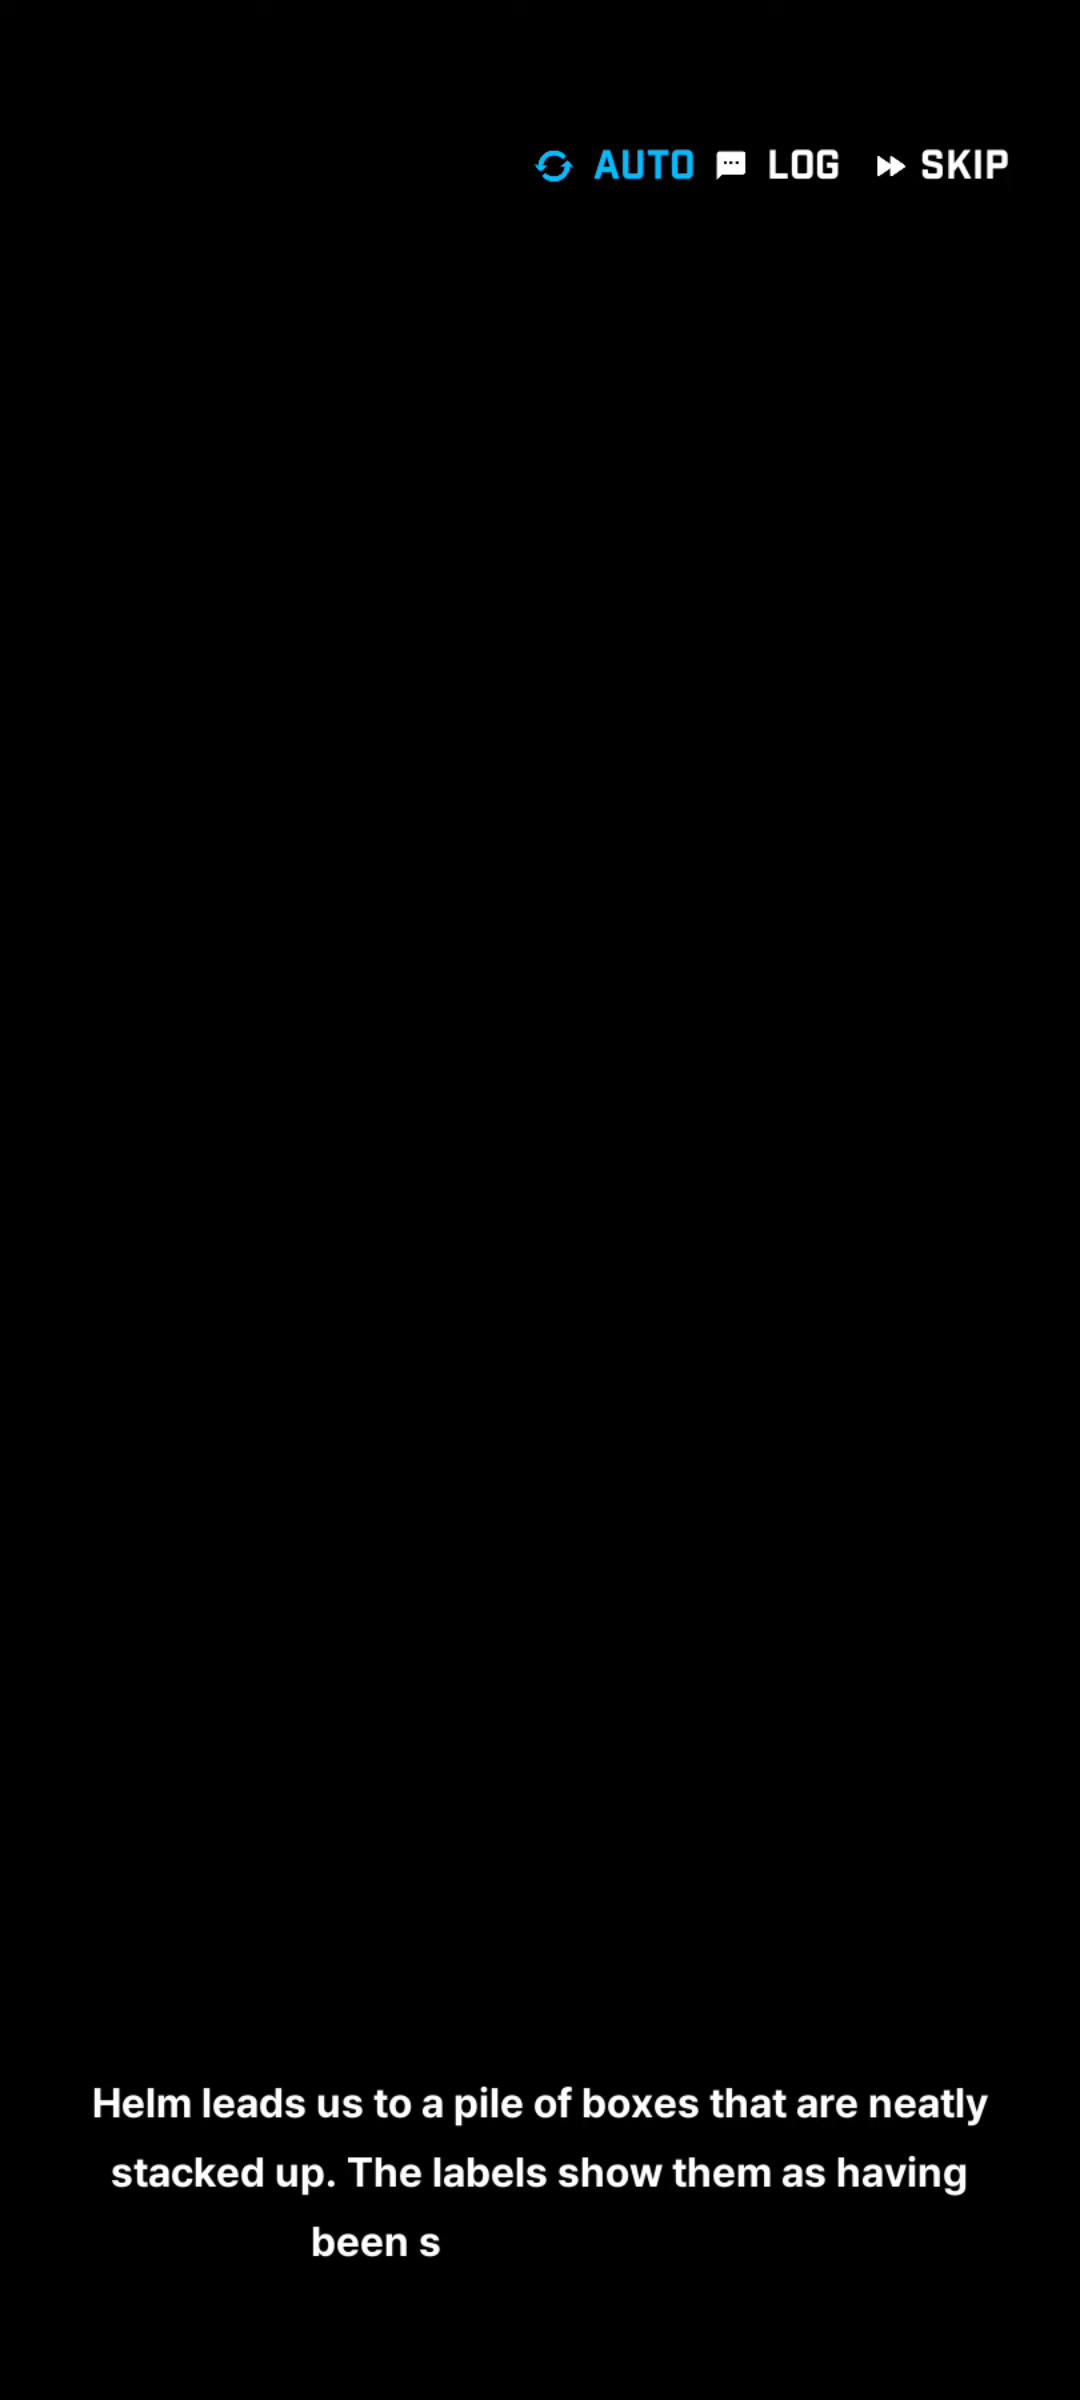 AUTO LOG SKIP
Helm leads us to a pile of boxes that are neatly
stacked up. The labels show them as having
been s